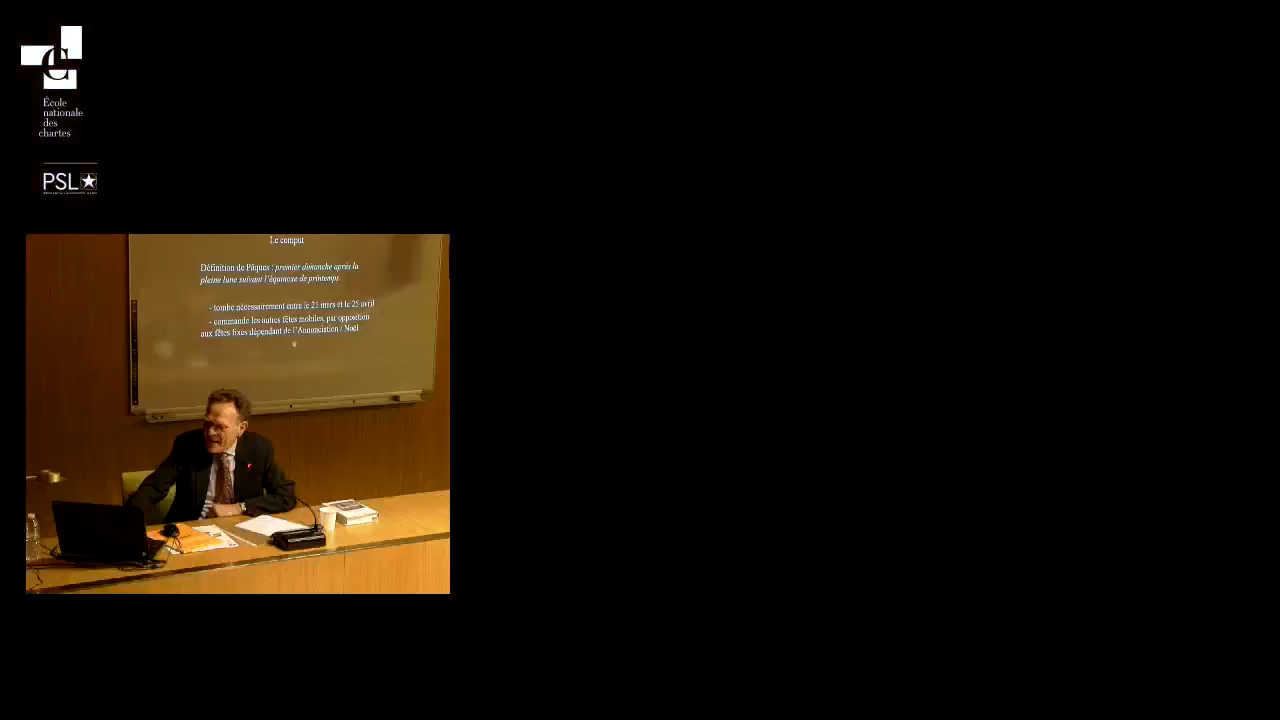 École
nationale
des
chartes
PSL
Le comput
Définition de Pâques : premier dimanche après la
pleine lune suivant l'équinoxe de printemps
- tombe nécessairement entre le 21 mars et le 25 avril
- commande les autres fêtes mobiles, par opposition
aux fêtes fixes dépendant de l'Annonciation / Noël